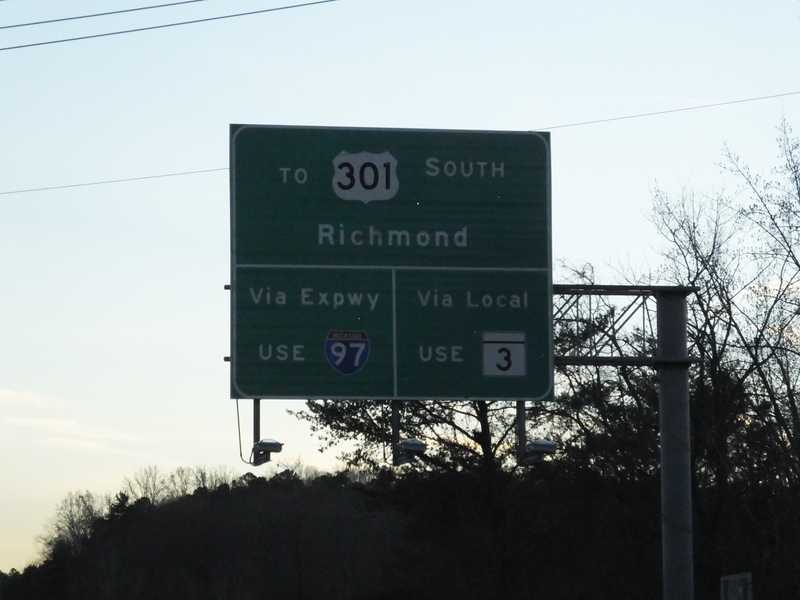 TO 301 SOUTH
Richmond
Via Expwy
USE 97
Via Local
USE 3